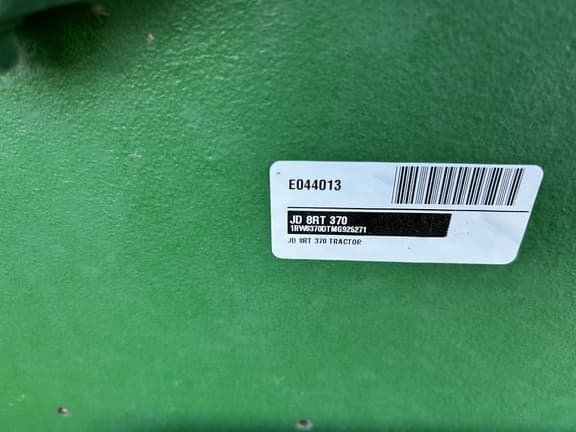 E044013
JD 8RT 370
1RW8370DTMG925271
JD 8RT 370 TRACTOR